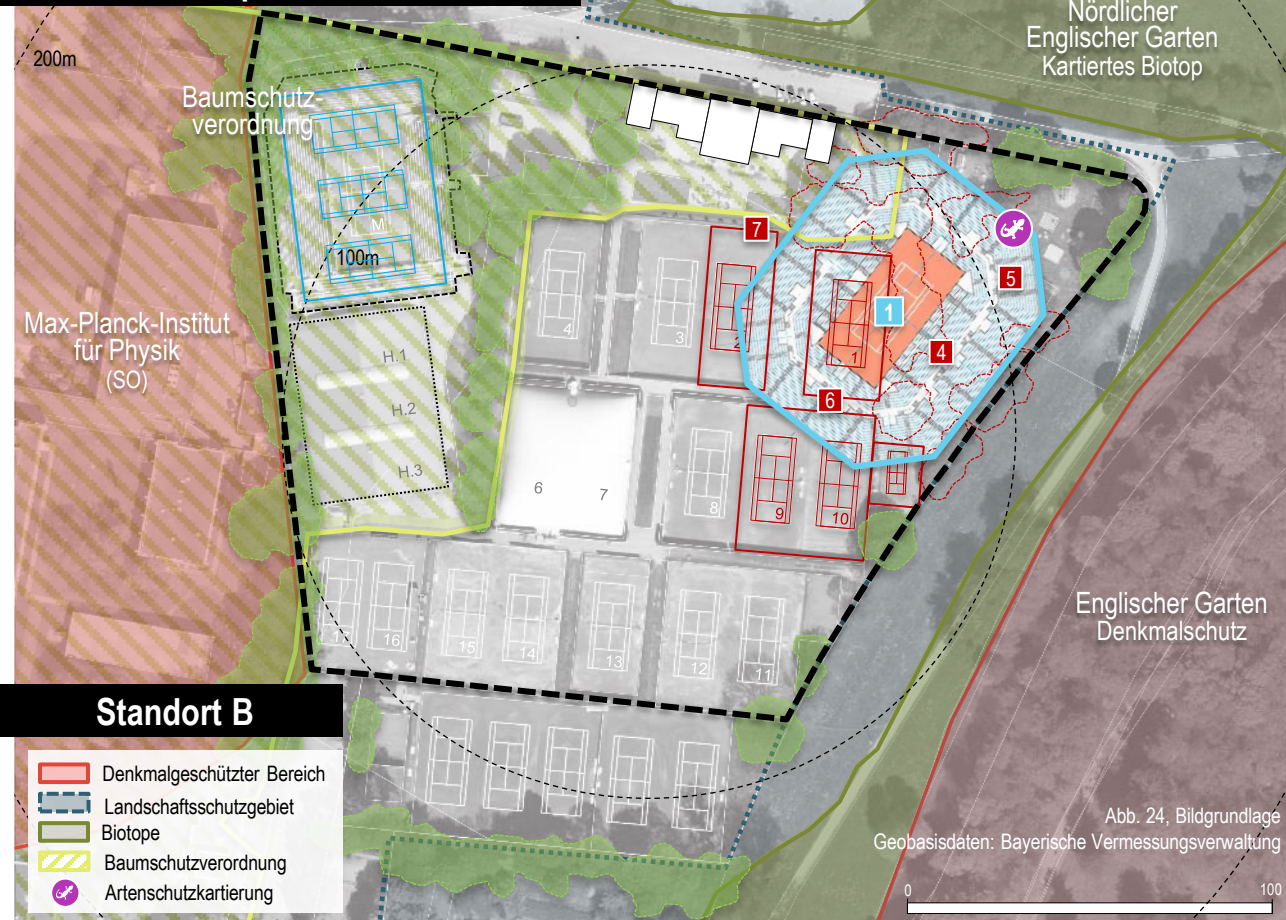 Nördlicher
Englischer Garten
Kartiertes Biotop
200m
Baumschutz-
verordnung
M
100m
7
5
1
4
6
Max-Planck-Institut
für Physik
(SO)
4
3
2
1
H.1
H.2
H.3
6
7
8
9
10
Englischer Garten
Denkmalschutz
16
15
14
13
12
11
Standort B
Denkmalgeschützter Bereich
Landschaftsschutzgebiet
Biotope
Baumschutzverordnung
Artenschutzkartierung
Abb. 24, Bildgrundlage
Geobasisdaten: Bayerische Vermessungsverwaltung
0
100